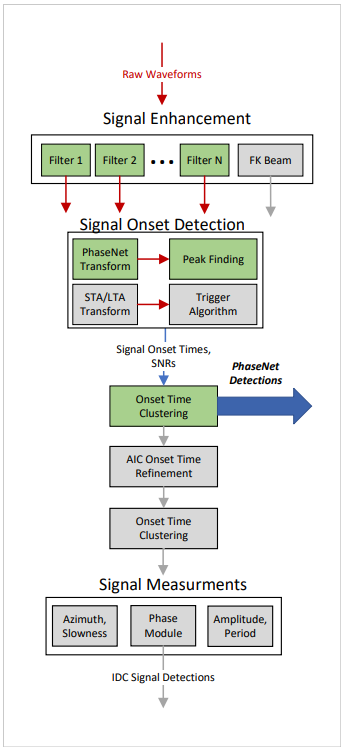 Raw Waveforms
Signal Enhancement
Filter 1
Filter 2
Filter N
FK Beam
Signal Onset Detection
PhaseNet
Transform
Peak Finding
STA/LTA
Transform
Trigger
Algorithm
Signal Onset Times,
SNRs
PhaseNet
Detections
Onset Time
Clustering
AIC Onset Time
Refinement
Onset Time
Clustering
Signal Measurments
Azimuth,
Slowness
Phase
Module
Amplitude,
Period
IDC Signal Detections